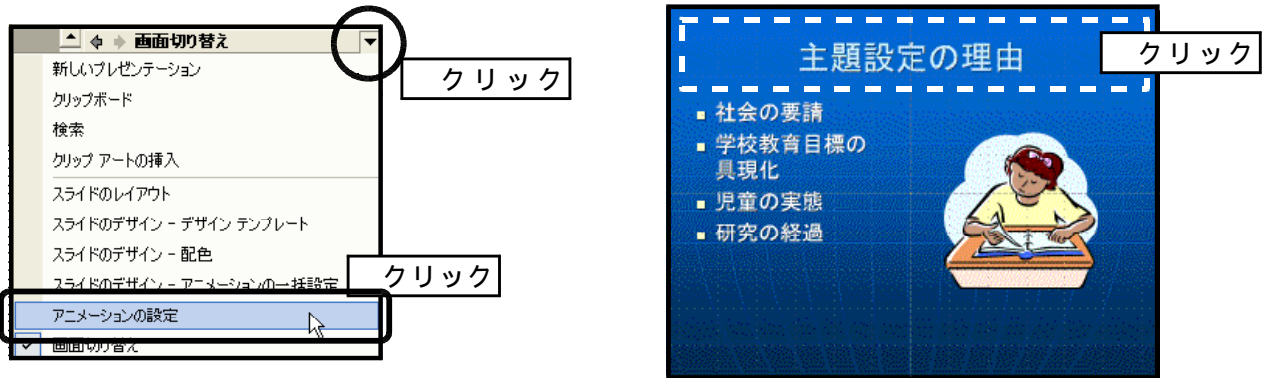 画面切り替え
クリック
新しいプレゼンテーション
クリップボード
検索
クリップ アートの挿入
スライドのレイアウト
スライドのデザイン - デザイン テンプレート
スライドのデザイン - 配色
スライドのデザイン - アニメーションの一括設定
クリック
アニメーションの設定
画面切り替え
主題設定の理由
クリック
社会の要請
学校教育目標の
具現化
児童の実態
研究の経過